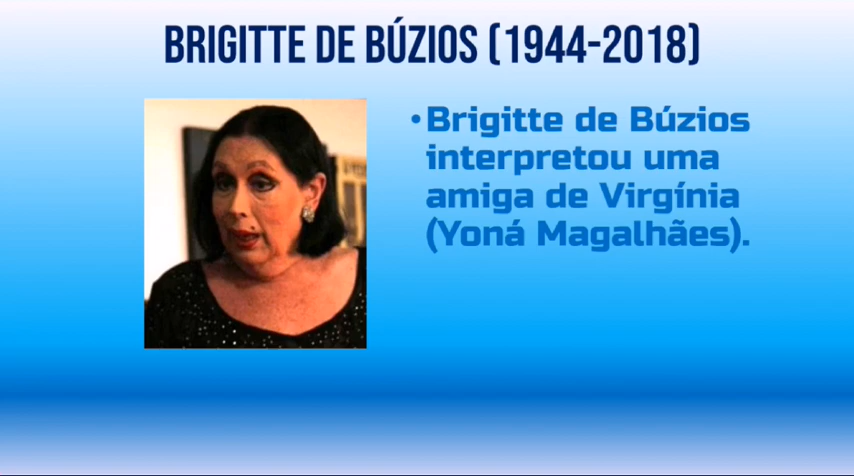 BRIGITTE DE BÚZIOS (1944-2018)
•Brigitte de Búzios
interpretou uma
amiga de Virgínia
(Yoná Magalhães).